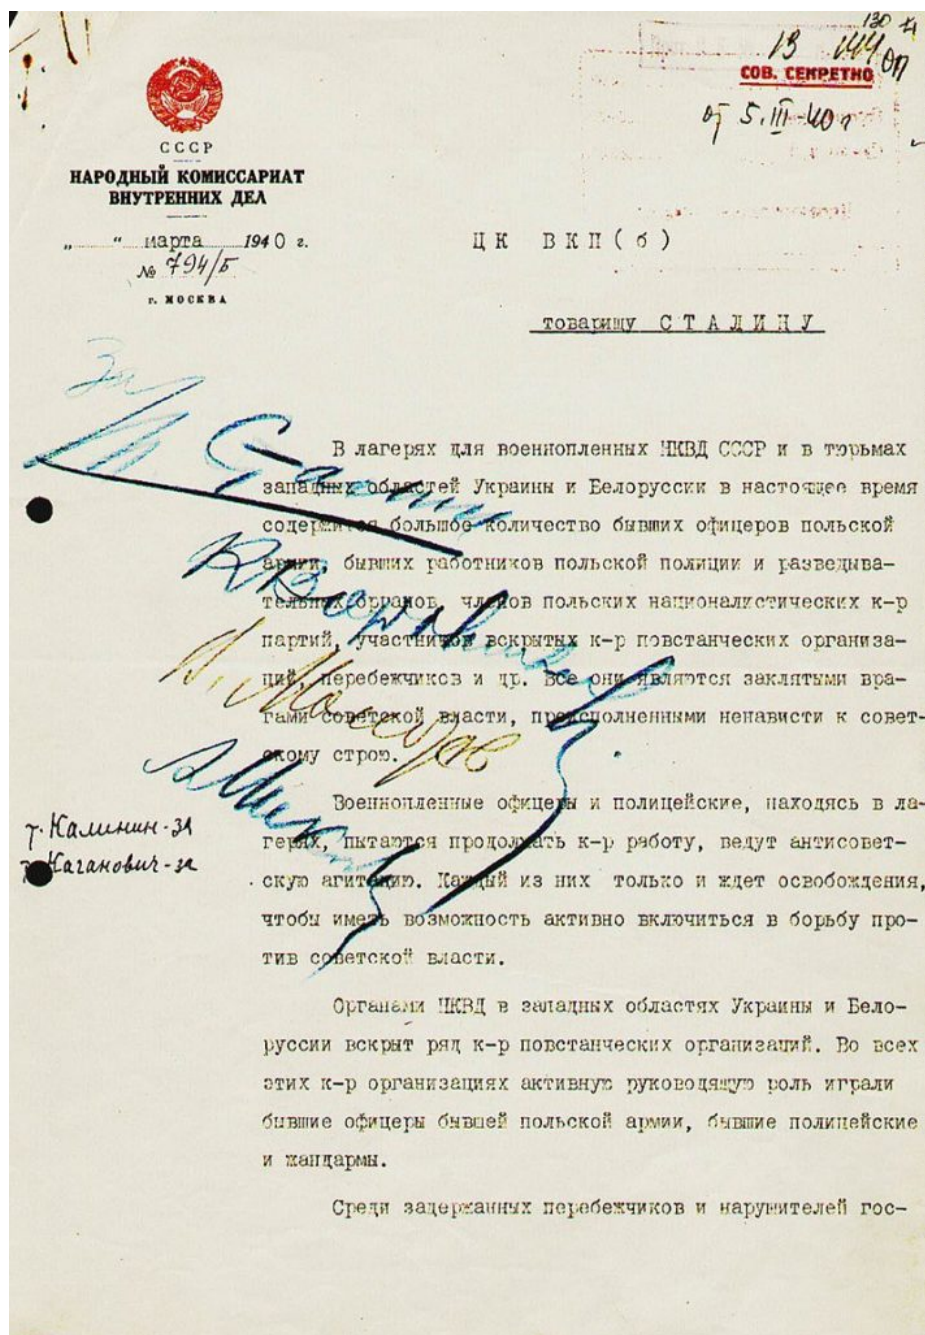 130
13 144 оп
СОВ. СЕКРЕТНО
от 5.III-40 г
СССР
НАРОДНЫЙ КОМИССАРИАТ
ВНУТРЕННИХ ДЕЛ
„ “ марта 1940 г.
№ 794/Б
г. МОСКВА
ЦК ВКП(б)
товарищу СТАЛИНУ
За
И Сталин
К Ворошилов
В. Молотов
А Микоян
т. Калинин-за
т. Каганович-за
В лагерях для военнопленных НКВД СССР и в тюрьмах
западных областей Украины и Белоруссии в настоящее время
содержится большое количество бывших офицеров польской
армии, бывших работников польской полиции и разведыва-
тельных органов, членов польских националистических к-р
партий, участников вскрытых к-р повстанческих организа-
ций, перебежчиков и др. Все они являются заклятыми вра-
гами советской власти, преисполненными ненависти к совет-
скому строю.
Военнопленные офицеры и полицейские, находясь в ла-
герях, пытаются продолжать к-р работу, ведут антисовет-
скую агитацию. Каждый из них только и ждет освобождения,
чтобы иметь возможность активно включиться в борьбу про-
тив советской власти.
Органами НКВД в западных областях Украины и Бело-
руссии вскрыт ряд к-р повстанческих организаций. Во всех
этих к-р организациях активную руководящую роль играли
бывшие офицеры бывшей польской армии, бывшие полицейские
и жандармы.
Среди задержанных перебежчиков и нарушителей гос-